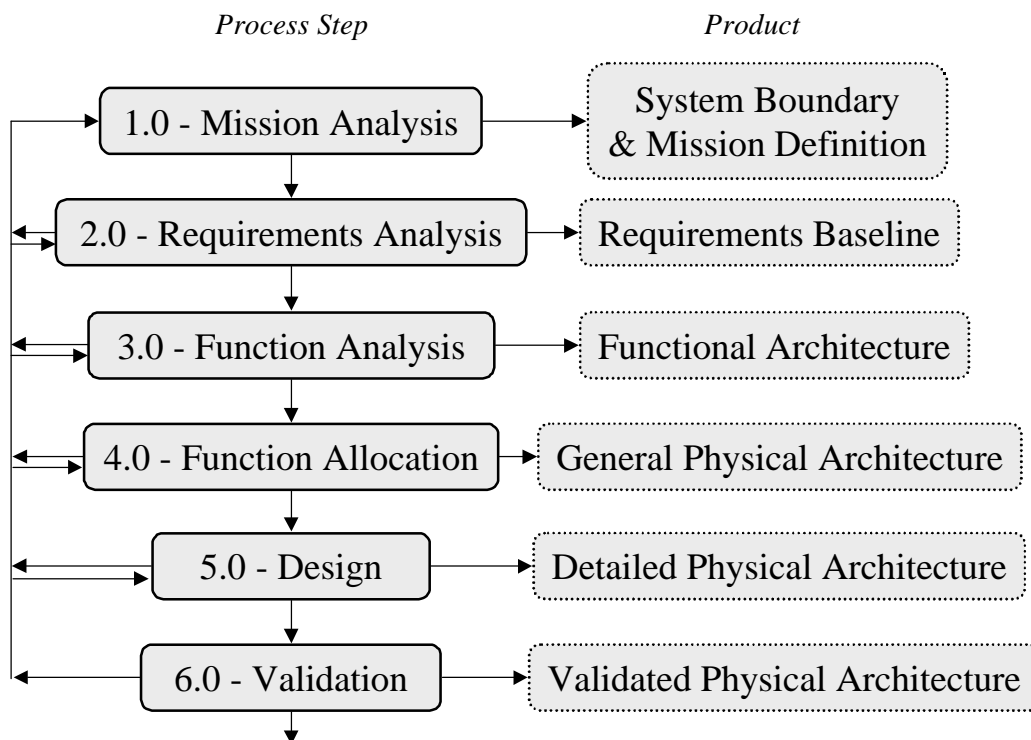 Process Step
Product
1.0 - Mission Analysis
System Boundary
& Mission Definition
2.0 - Requirements Analysis
Requirements Baseline
3.0 - Function Analysis
Functional Architecture
4.0 - Function Allocation
General Physical Architecture
5.0 - Design
Detailed Physical Architecture
6.0 - Validation
Validated Physical Architecture